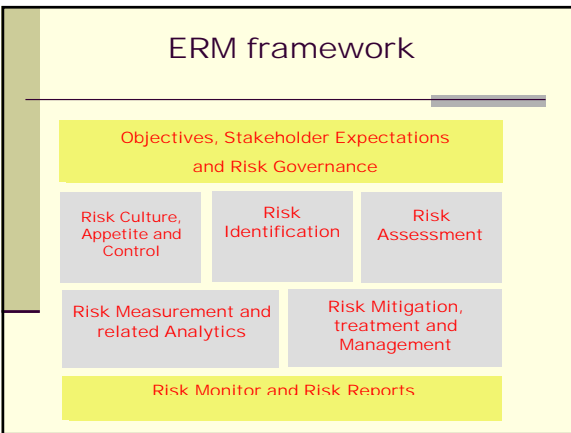 ERM framework
Objectives, Stakeholder Expectations
and Risk Governance
Risk Culture,
Appetite and
Control
Risk
Identification
Risk
Assessment
Risk Measurement and
related Analytics
Risk Mitigation,
treatment and
Management
Risk Monitor and Risk Reports